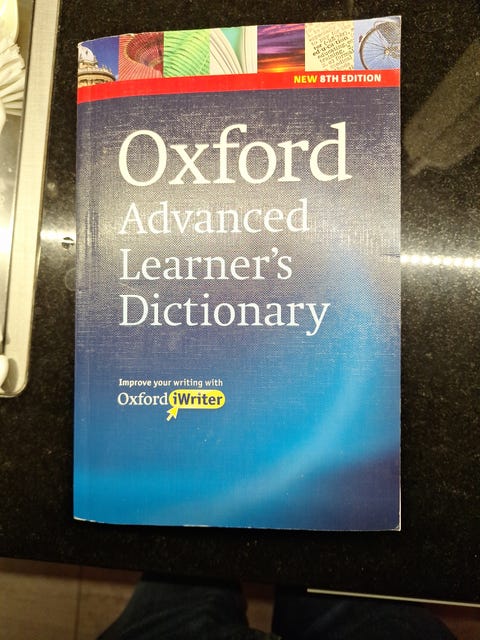 NEW 8TH EDITION
Oxford
Advanced
Learner's
Dictionary
Improve your writing with
Oxford iWriter